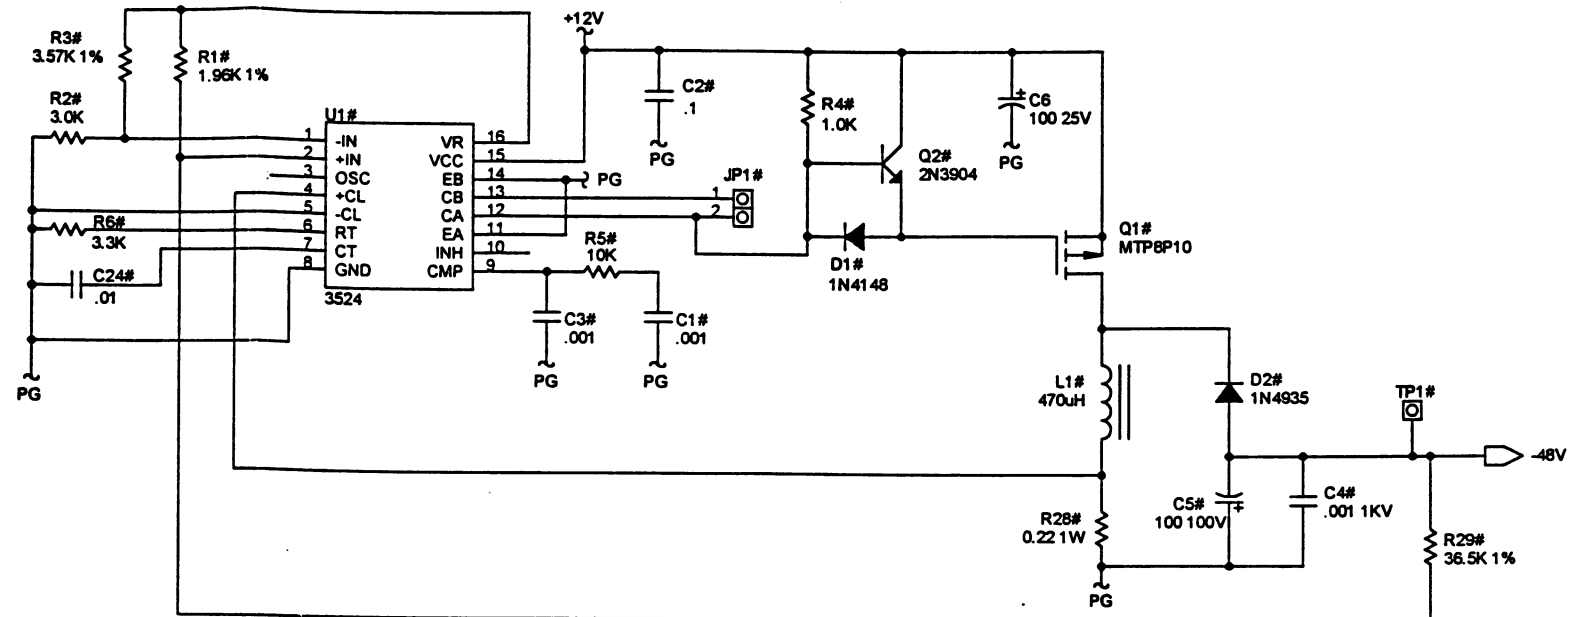 +12V
R3#
3.57K 1%
R1#
1.96K 1%
R2#
3.0K
U1#
1 -IN
2 +IN
3 OSC
4 +CL
5 -CL
6 RT
7 CT
8 GND
VR 16
VCC 15
EB 14
CB 13
CA 12
EA 11
INH 10
CMP 9
3524
R6#
3.3K
C24#
.01
PG
C2#
.1
PG
PG
JP1#
1
2
R4#
1.0K
Q2#
2N3904
C6
+
100 25V
PG
D1#
1N4148
Q1#
MTP8P10
R5#
10K
C3#
.001
PG
C1#
.001
PG
L1#
470uH
D2#
1N4935
TP1#
-48V
C5#
100 100V
+
C4#
.001 1KV
R28#
0.22 1W
PG
R29#
36.5K 1%